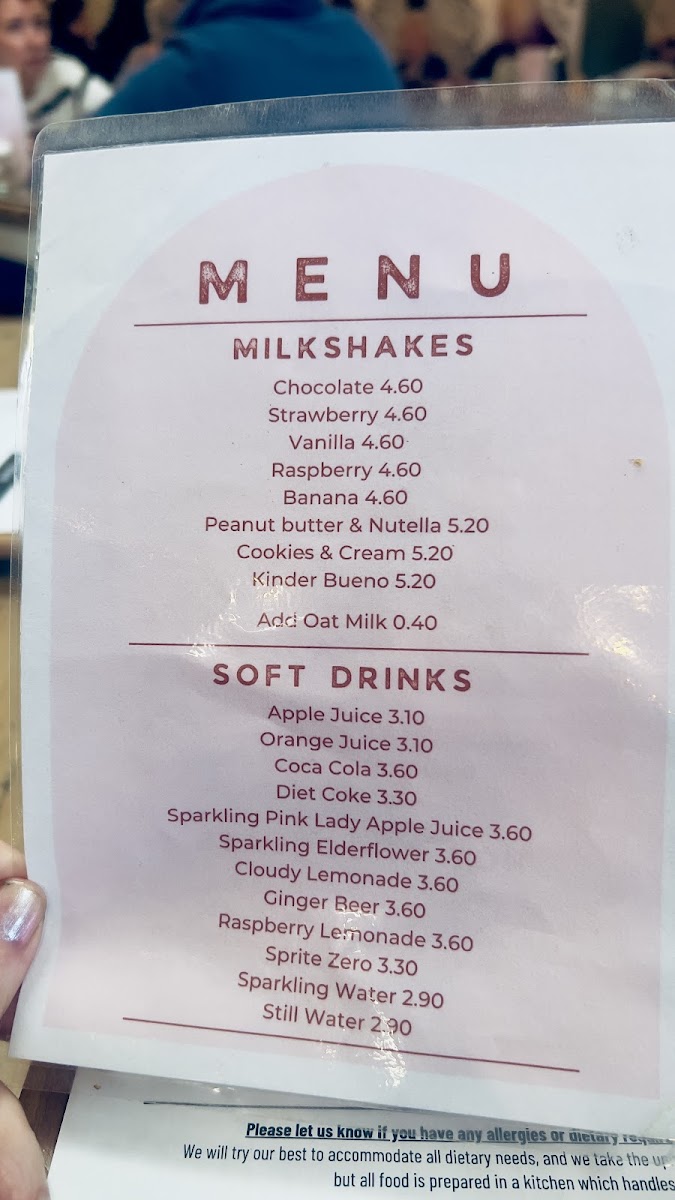 MENU
MILKSHAKES
Chocolate 4.60
Strawberry 4.60
Vanilla 4.60
Raspberry 4.60
Banana 4.60
Peanut butter & Nutella 5.20
Cookies & Cream 5.20
Kinder Bueno 5.20
Add Oat Milk 0.40
SOFT DRINKS
Apple Juice 3.10
Orange Juice 3.10
Coca Cola 3.60
Diet Coke 3.30
Sparkling Pink Lady Apple Juice 3.60
Sparkling Elderflower 3.60
Cloudy Lemonade 3.60
Ginger Beer 3.60
Raspberry Lemonade 3.60
Sprite Zero 3.30
Sparkling Water 2.90
Still Water 2.90
Please let us know if you have any allergies or dietary
We will try our best to accommodate all dietary needs, and we take the
but all food is prepared in a kitchen which handles